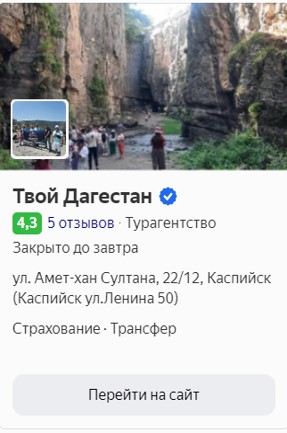 Твой Дагестан
4,3 5 отзывов · Турагентство
Закрыто до завтра
ул. Амет-хан Султана, 22/12, Каспийск
(Каспийск ул.Ленина 50)
Страхование · Трансфер
Перейти на сайт